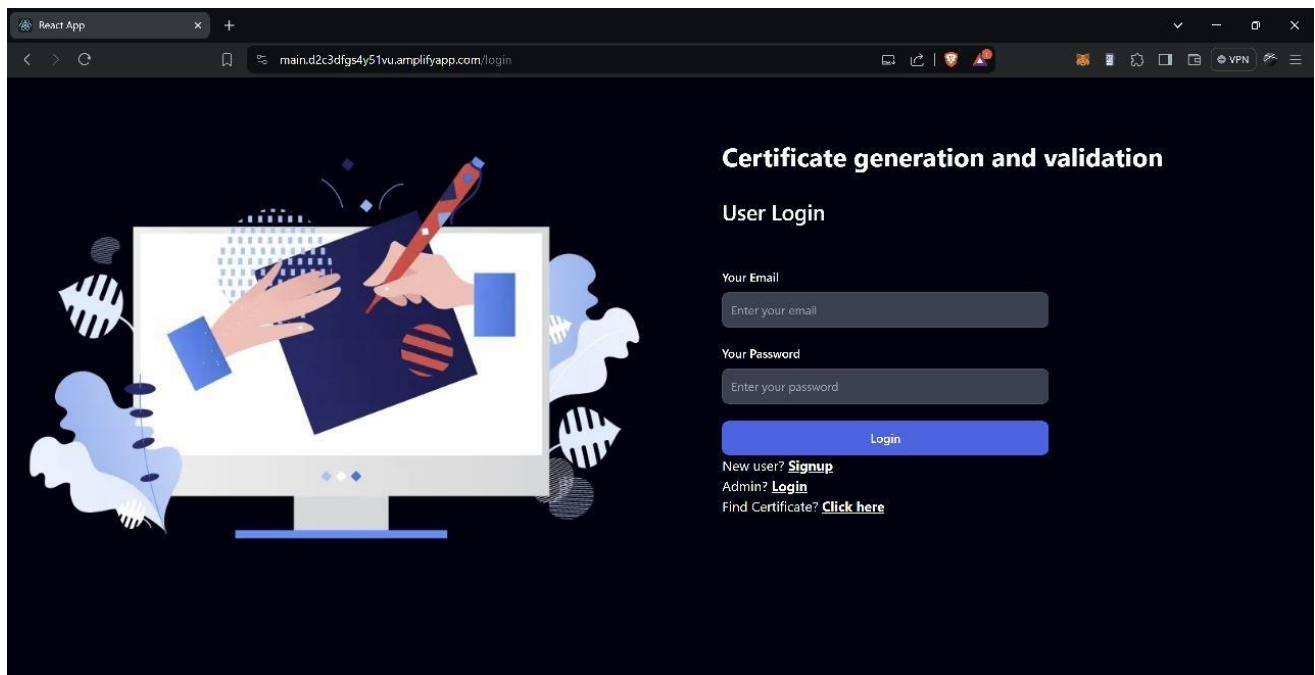 React App
main.d2c3dfgs4y51vu.amplifyapp.com/login
VPN
Certificate generation and validation
User Login
Your Email
Enter your email
Your Password
Enter your password
Login
New user? Signup
Admin? Login
Find Certificate? Click here